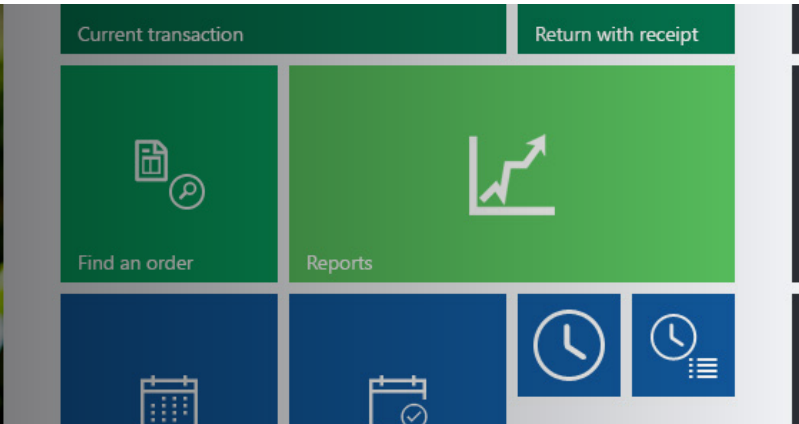 Current transaction
Return with receipt
Find an order
Reports